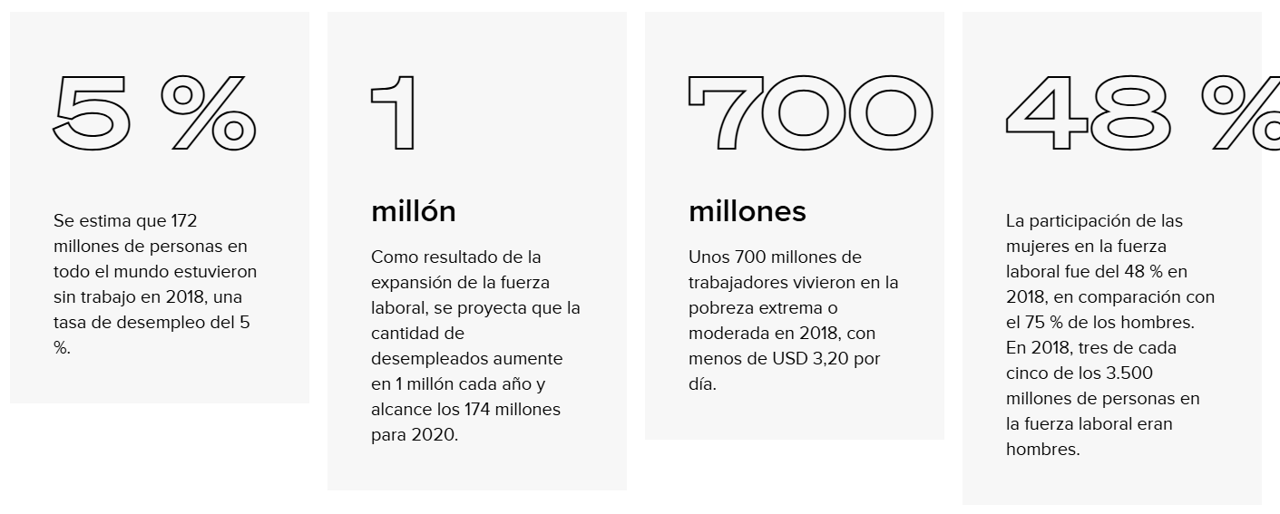 5 %
Se estima que 172
millones de personas en
todo el mundo estuvieron
sin trabajo en 2018, una
tasa de desempleo del 5
%.
1
millón
Como resultado de la
expansión de la fuerza
laboral, se proyecta que la
cantidad de
desempleados aumente
en 1 millón cada año y
alcance los 174 millones
para 2020.
700
millones
Unos 700 millones de
trabajadores vivieron en la
pobreza extrema o
moderada en 2018, con
menos de USD 3,20 por
día.
48 %
La participación de las
mujeres en la fuerza
laboral fue del 48 % en
2018, en comparación con
el 75 % de los hombres.
En 2018, tres de cada
cinco de los 3.500
millones de personas en
la fuerza laboral eran
hombres.